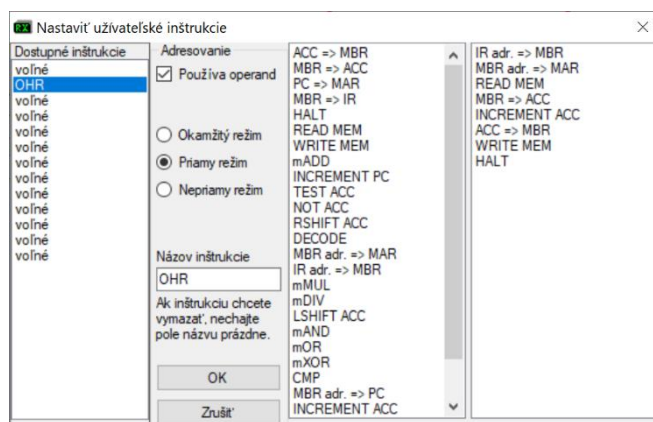 RX Nastaviť užívateľské inštrukcie
Dostupné inštrukcie
voľné
OHR
voľné
voľné
voľné
voľné
voľné
voľné
voľné
voľné
voľné
voľné
voľné
Adresovanie
Používa operand
Okamžitý režim
Priamy režim
Nepriamy režim
Názov inštrukcie
OHR
Ak inštrukciu chcete
vymazať, nechajte
pole názvu prázdne.
OK
Zrušiť
ACC => MBR
MBR => ACC
PC => MAR
MBR => IR
HALT
READ MEM
WRITE MEM
mADD
INCREMENT PC
TEST ACC
NOT ACC
RSHIFT ACC
DECODE
MBR adr. => MAR
IR adr. => MBR
mMUL
mDIV
LSHIFT ACC
mAND
mOR
mXOR
CMP
MBR adr. => PC
INCREMENT ACC
IR adr. => MBR
MBR adr. => MAR
READ MEM
MBR => ACC
INCREMENT ACC
ACC => MBR
WRITE MEM
HALT